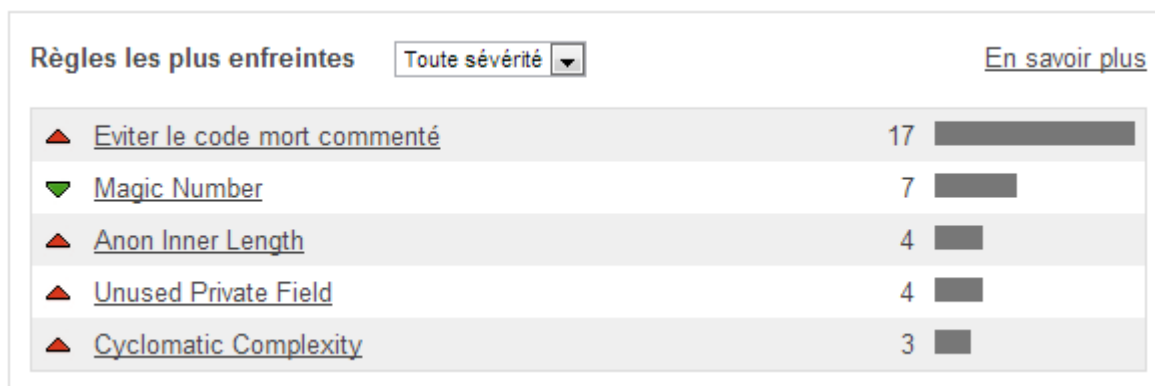 Règles les plus enfreintes Toute sévérité En savoir plus
Eviter le code mort commenté 17
Magic Number 7
Anon Inner Length 4
Unused Private Field 4
Cyclomatic Complexity 3